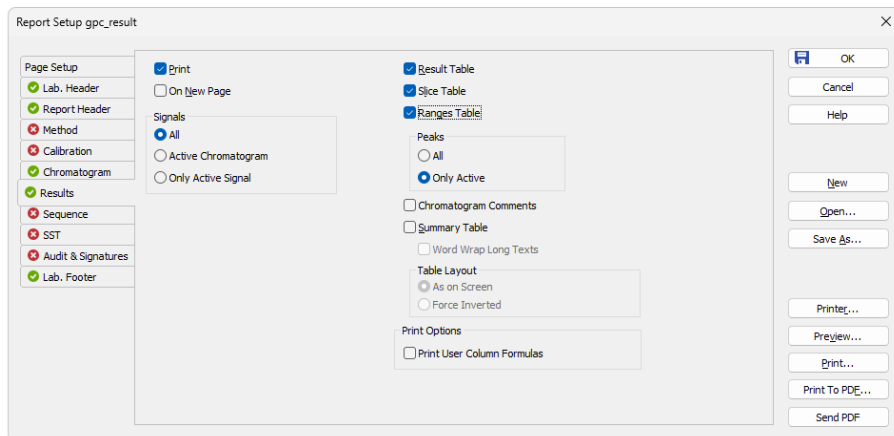 Report Setup gpc_result
Page Setup
Lab. Header
Report Header
Method
Calibration
Chromatogram
Results
Sequence
SST
Audit & Signatures
Lab. Footer
Print
On New Page
Signals
All
Active Chromatogram
Only Active Signal
Result Table
Slice Table
Ranges Table
Peaks
All
Only Active
Chromatogram Comments
Summary Table
Word Wrap Long Texts
Table Layout
As on Screen
Force Inverted
Print Options
Print User Column Formulas
OK
Cancel
Help
New
Open...
Save As...
Printer...
Preview...
Print...
Print To PDF...
Send PDF